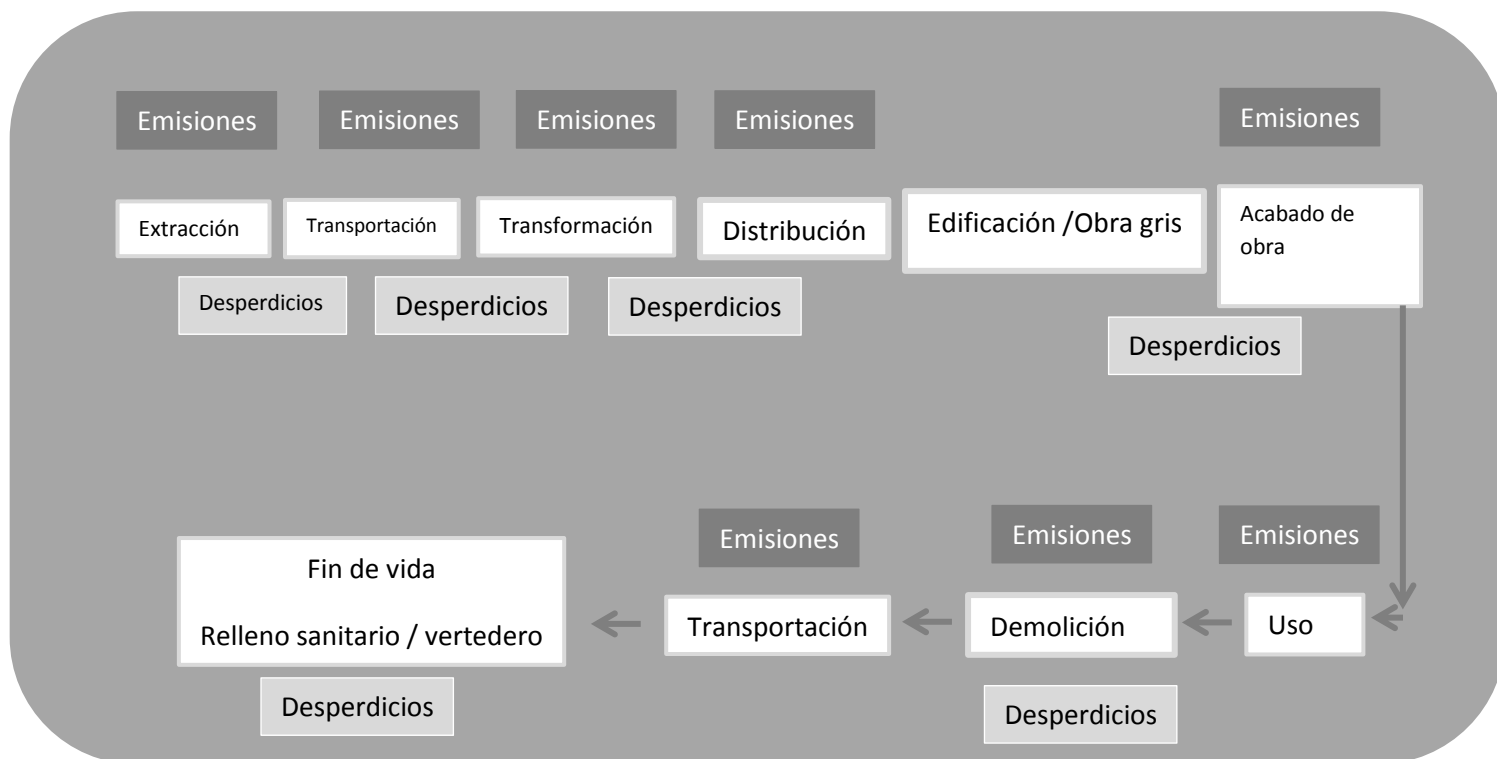 Emisiones
Emisiones
Emisiones
Emisiones
Emisiones
Extracción
Transportación
Transformación
Distribución
Edificación /Obra gris
Acabado de
obra
Desperdicios
Desperdicios
Desperdicios
Desperdicios
Emisiones
Emisiones
Emisiones
Fin de vida
Relleno sanitario / vertedero
Transportación
Demolición
Uso
Desperdicios
Desperdicios